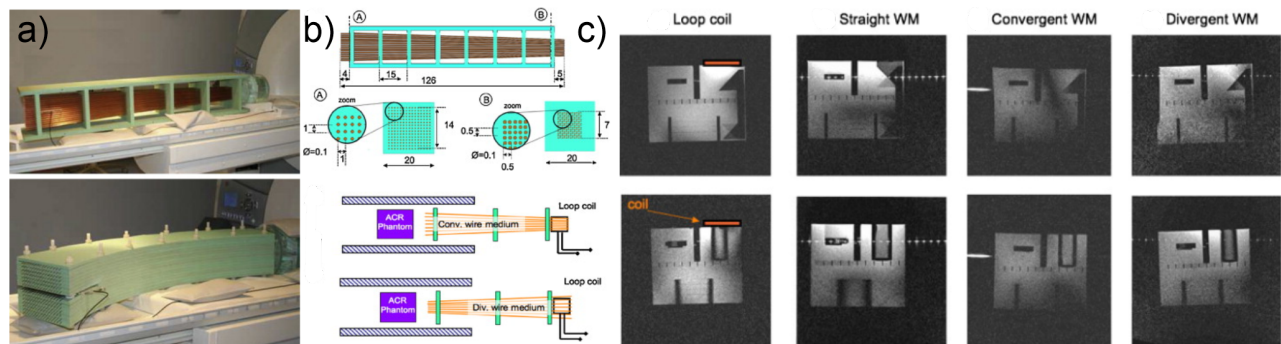 a)
b)
A
B
4
15
5
126
A
zoom
1
Ø=0.1
1
14
20
B
zoom
0.5
Ø=0.1
0.5
7
20
ACR
Phantom
Conv. wire medium
Loop coil
ACR
Phantom
Div. wire medium
Loop coil
c)
Loop coil
Straight WM
Convergent WM
Divergent WM
coil